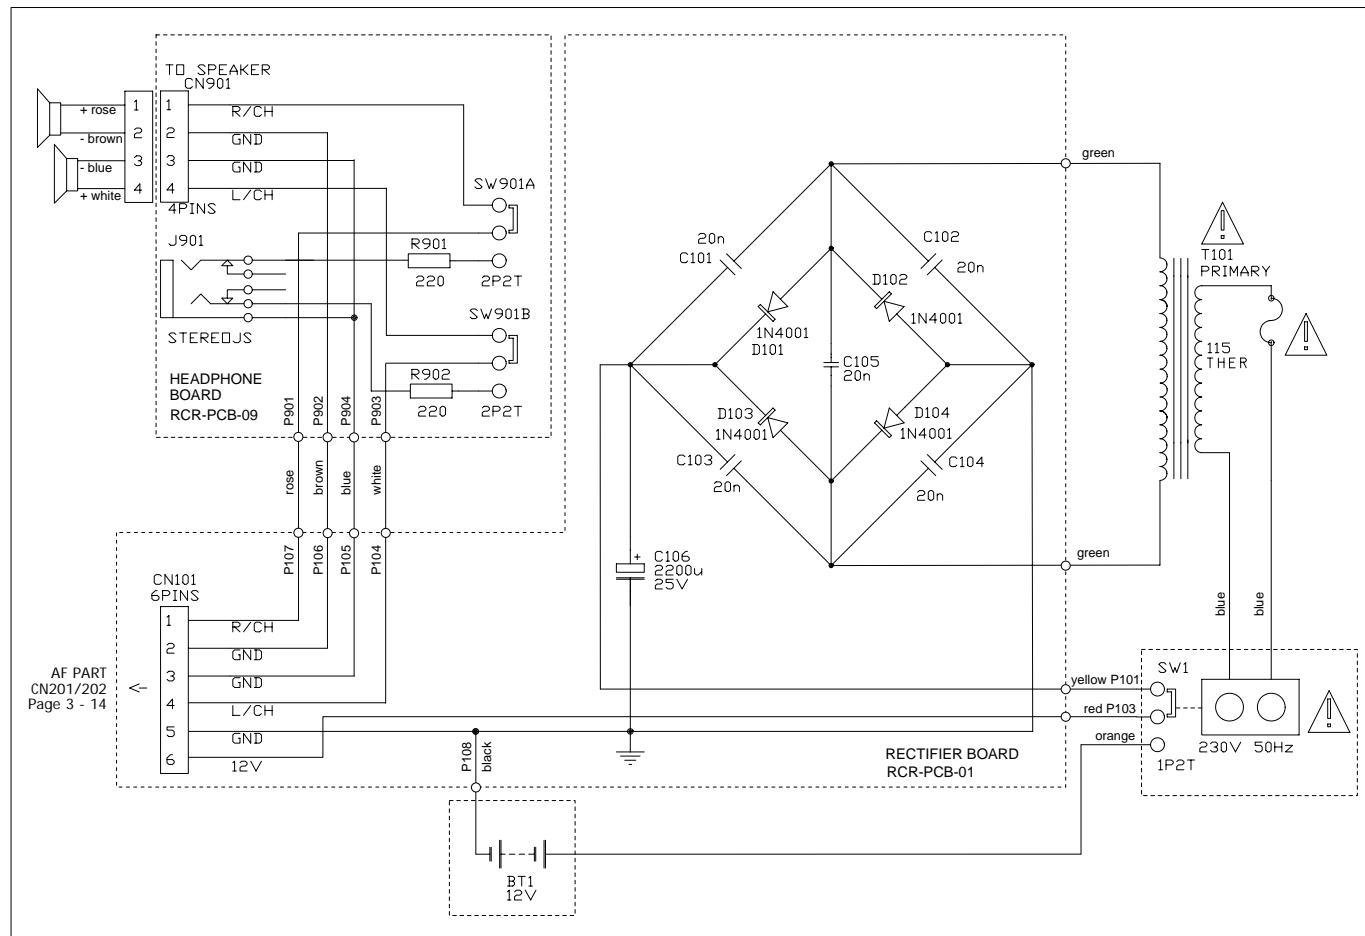 TO SPEAKER
CN901
+ rose
- brown
- blue
+ white
1
2
3
4
1
2
3
4
R/CH
GND
GND
L/CH
4PINS
SW901A
J901
R901
220
2P2T
SW901B
STEREOJS
R902
220
2P2T
HEADPHONE
BOARD
RCR-PCB-09
P901
P902
P904
P903
rose
brown
blue
white
P107
P106
P105
P104
CN101
6PINS
1
2
3
4
5
6
R/CH
GND
GND
L/CH
GND
12V
AF PART
CN201/202
Page 3 - 14
<-
P108
black
BT1
12V
20n
C101
C102
20n
D102
1N4001
1N4001
D101
C105
20n
D103
1N4001
D104
1N4001
C103
20n
C104
20n
+
C106
2200u
25V
green
green
T101
PRIMARY
115
THER
!
!
!
blue
blue
yellow P101
red P103
orange
SW1
1P2T
230V 50Hz
RECTIFIER BOARD
RCR-PCB-01